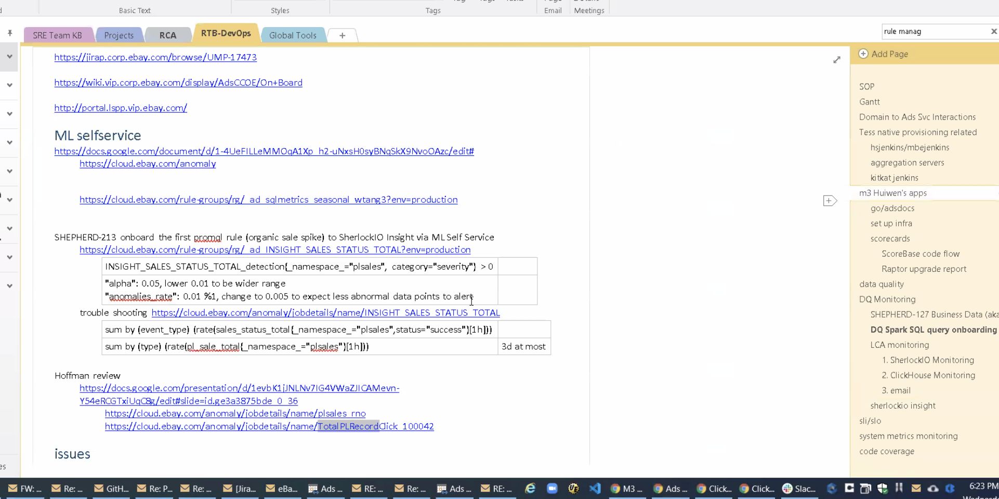 Basic Text
Styles
Tags
Email
Meetings
SRE Team KB
Projects
RCA
RTB-DevOps
Global Tools
+
rule manag
Add Page
https://jirap.corp.ebay.com/browse/UMP-17473
https://wiki.vip.corp.ebay.com/display/AdsCCOE/On+Board
http://portal.lspp.vip.ebay.com/
ML selfservice
https://docs.google.com/document/d/1-4UeFILLeMMOqA1Xp_h2-uNxsH0syBNqSkX9NvoOAzc/edit#
https://cloud.ebay.com/anomaly
https://cloud.ebay.com/rule-groups/rg/_ad_sqlmetrics_seasonal_wtang3?env=production
SHEPHERD-213 onboard the first promql rule (organic sale spike) to SherlockIO Insight via ML Self Service
https://cloud.ebay.com/rule-groups/rg/_ad_INSIGHT_SALES_STATUS_TOTAL?env=production
INSIGHT_SALES_STATUS_TOTAL_detection{_namespace_="plsales", category="severity"} > 0
"alpha": 0.05, lower 0.01 to be wider range
"anomalies_rate": 0.01 %1, change to 0.005 to expect less abnormal data points to alert
trouble shooting https://cloud.ebay.com/anomaly/jobdetails/name/INSIGHT_SALES_STATUS_TOTAL
sum by (event_type) (rate(sales_status_total{_namespace_="plsales",status="success"}[1h]))
sum by (type) (rate(pl_sale_total{_namespace_="plsales"}[1h])) 3d at most
Hoffman review
https://docs.google.com/presentation/d/1evbK1jJNLNv7IG4VWaZJICAMevn-
Y54eRCGTxiUqC8g/edit#slide=id.ge3a3875bde_0_36
https://cloud.ebay.com/anomaly/jobdetails/name/plsales_rno
https://cloud.ebay.com/anomaly/jobdetails/name/TotalPLRecordClick_100042
issues
SOP
Gantt
Domain to Ads Svc Interactions
Tess native provisioning related
hsjenkins/mbejenkins
aggregation servers
kitkat jenkins
m3 Huiwen's apps
go/adsdocs
set up infra
scorecards
ScoreBase code flow
Raptor upgrade report
data quality
DQ Monitoring
SHEPHERD-127 Business Data (aka
DQ Spark SQL query onboarding
LCA monitoring
1. SherlockIO Monitoring
2. ClickHouse Monitoring
3. email
sherlockio insight
sli/slo
system metrics monitoring
code coverage
FW: ...
Re: ...
GitH...
Re: P...
Re: ...
[Jira...
eBa...
Ads ...
RE: ...
Re: ...
Ads ...
RE: ...
M3 ...
Ads ...
Click...
Click...
Slac...
6:23 PM